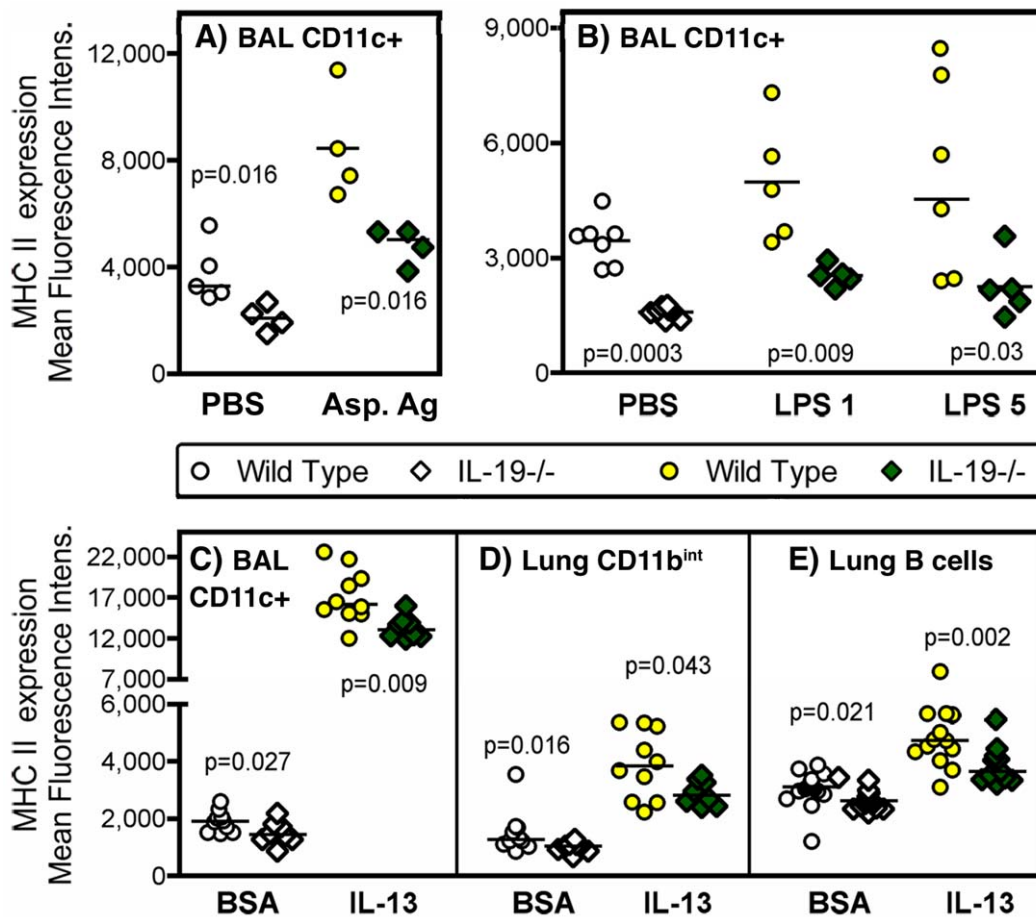 MHC II expression
Mean Fluorescence Intens.
A) BAL CD11c+
12,000
8,000
4,000
0
p=0.016
p=0.016
PBS
Asp. Ag
B) BAL CD11c+
9,000
6,000
3,000
0
p=0.0003
p=0.009
p=0.03
PBS
LPS 1
LPS 5
Wild Type
IL-19-/-
Wild Type
IL-19-/-
MHC II expression
Mean Fluorescence Intens.
C) BAL
CD11c+
22,000
17,000
12,000
7,000
6,000
4,000
2,000
0
p=0.027
p=0.009
BSA
IL-13
D) Lung CD11b^int
p=0.016
p=0.043
BSA
IL-13
E) Lung B cells
p=0.021
p=0.002
BSA
IL-13